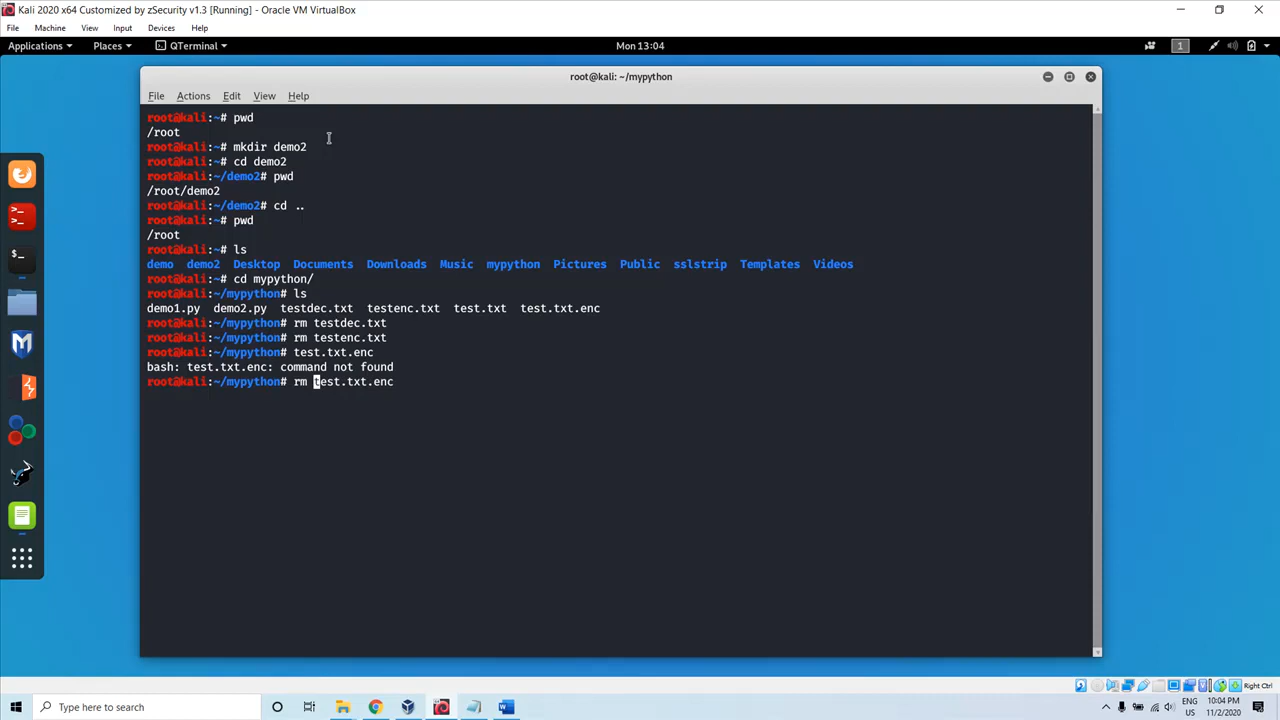 Kali 2020 x64 Customized by zSecurity v1.3 [Running] - Oracle VM VirtualBox
File Machine View Input Devices Help
Applications Places QTerminal Mon 13:04 1
root@kali: ~/mypython
File Actions Edit View Help
root@kali:~# pwd
/root
root@kali:~# mkdir demo2
root@kali:~# cd demo2
root@kali:~/demo2# pwd
/root/demo2
root@kali:~/demo2# cd ..
root@kali:~# pwd
/root
root@kali:~# ls
demo demo2 Desktop Documents Downloads Music mypython Pictures Public sslstrip Templates Videos
root@kali:~# cd mypython/
root@kali:~/mypython# ls
demo1.py demo2.py testdec.txt testenc.txt test.txt test.txt.enc
root@kali:~/mypython# rm testdec.txt
root@kali:~/mypython# rm testenc.txt
root@kali:~/mypython# test.txt.enc
bash: test.txt.enc: command not found
root@kali:~/mypython# rm test.txt.enc
Right Ctrl
Type here to search
ENG
US
10:04 PM
11/2/2020